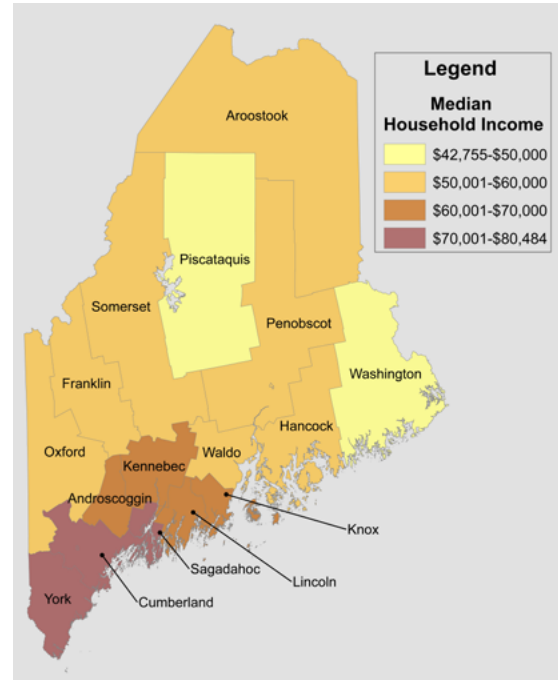 Legend
Median
Household Income
$42,755-$50,000
$50,001-$60,000
$60,001-$70,000
$70,001-$80,484
Aroostook
Piscataquis
Somerset
Penobscot
Washington
Franklin
Hancock
Oxford
Waldo
Kennebec
Androscoggin
Knox
Sagadahoc
Lincoln
York
Cumberland